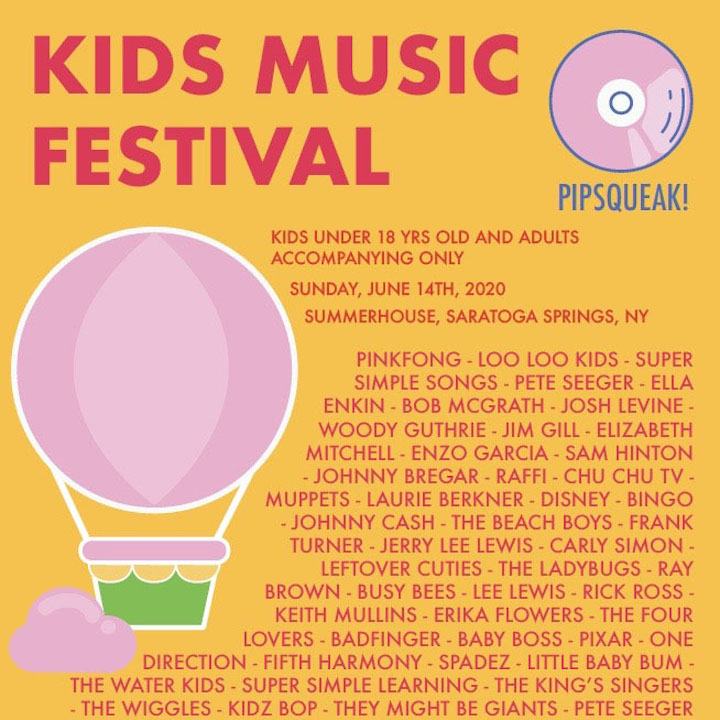 KIDS MUSIC
FESTIVAL
PIPSQUEAK!
KIDS UNDER 18 YRS OLD AND ADULTS
ACCOMPANYING ONLY
SUNDAY, JUNE 14TH, 2020
SUMMERHOUSE, SARATOGA SPRINGS, NY
PINKFONG - LOO LOO KIDS - SUPER
SIMPLE SONGS - PETE SEEGER - ELLA
ENKIN - BOB MCGRATH - JOSH LEVINE -
WOODY GUTHRIE - JIM GILL - ELIZABETH
MITCHELL - ENZO GARCIA - SAM HINTON
- JOHNNY BREGAR - RAFFI - CHU CHU TV -
MUPPETS - LAURIE BERKNER - DISNEY - BINGO
- JOHNNY CASH - THE BEACH BOYS - FRANK
TURNER - JERRY LEE LEWIS - CARLY SIMON -
LEFTOVER CUTIES - THE LADYBUGS - RAY
BROWN - BUSY BEES - LEE LEWIS - RICK ROSS -
KEITH MULLINS - ERIKA FLOWERS - THE FOUR
LOVERS - BADFINGER - BABY BOSS - PIXAR - ONE
DIRECTION - FIFTH HARMONY - SPADEZ - LITTLE BABY BUM -
THE WATER KIDS - SUPER SIMPLE LEARNING - THE KING'S SINGERS
- THE WIGGLES - KIDZ BOP - THEY MIGHT BE GIANTS - PETE SEEGER